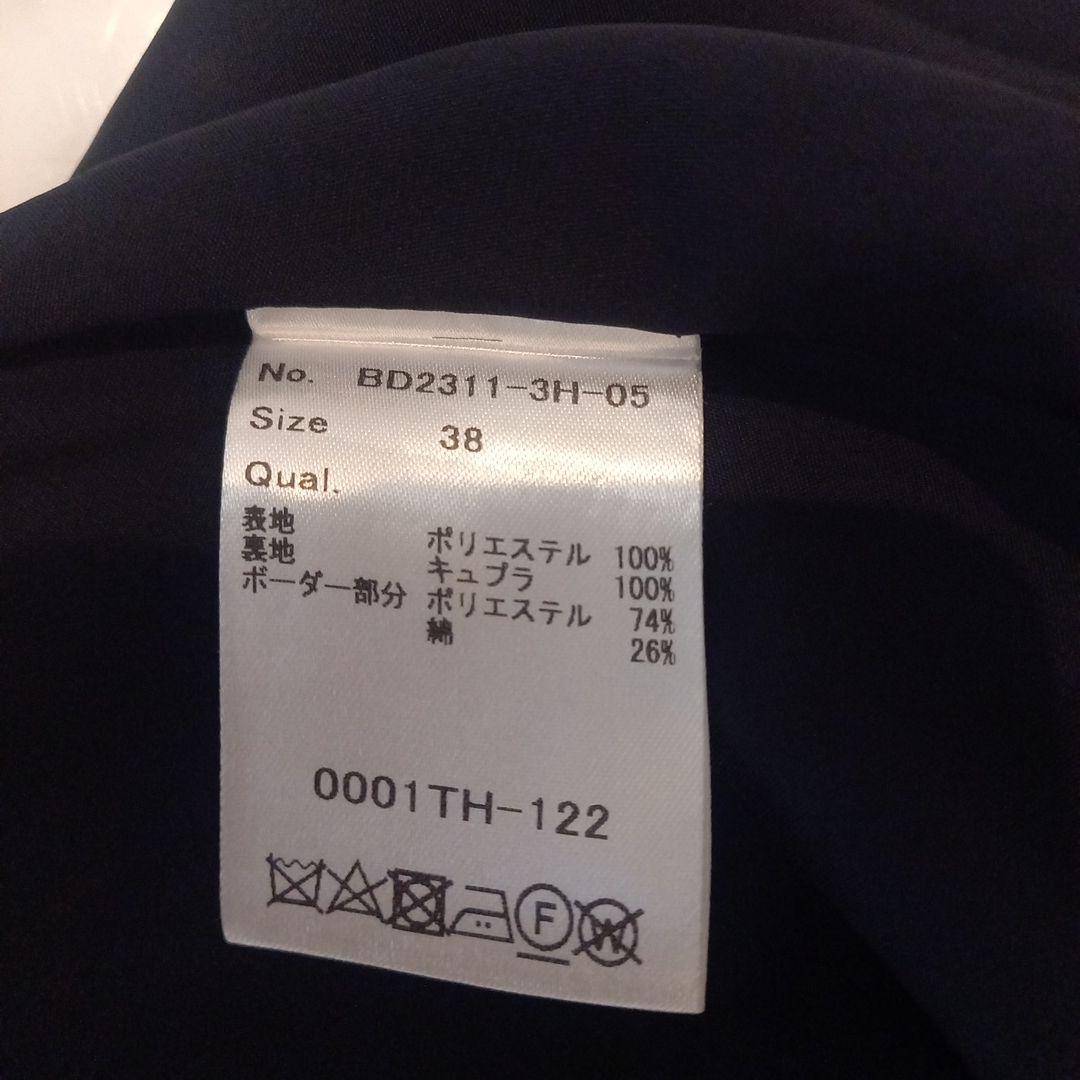 No. BD2311-3H-05
Size 38
Qual.
表地 ポリエステル 100%
裏地 キュプラ 100%
ボーダー部分 ポリエステル 74%
綿 26%
0001TH-122
F W